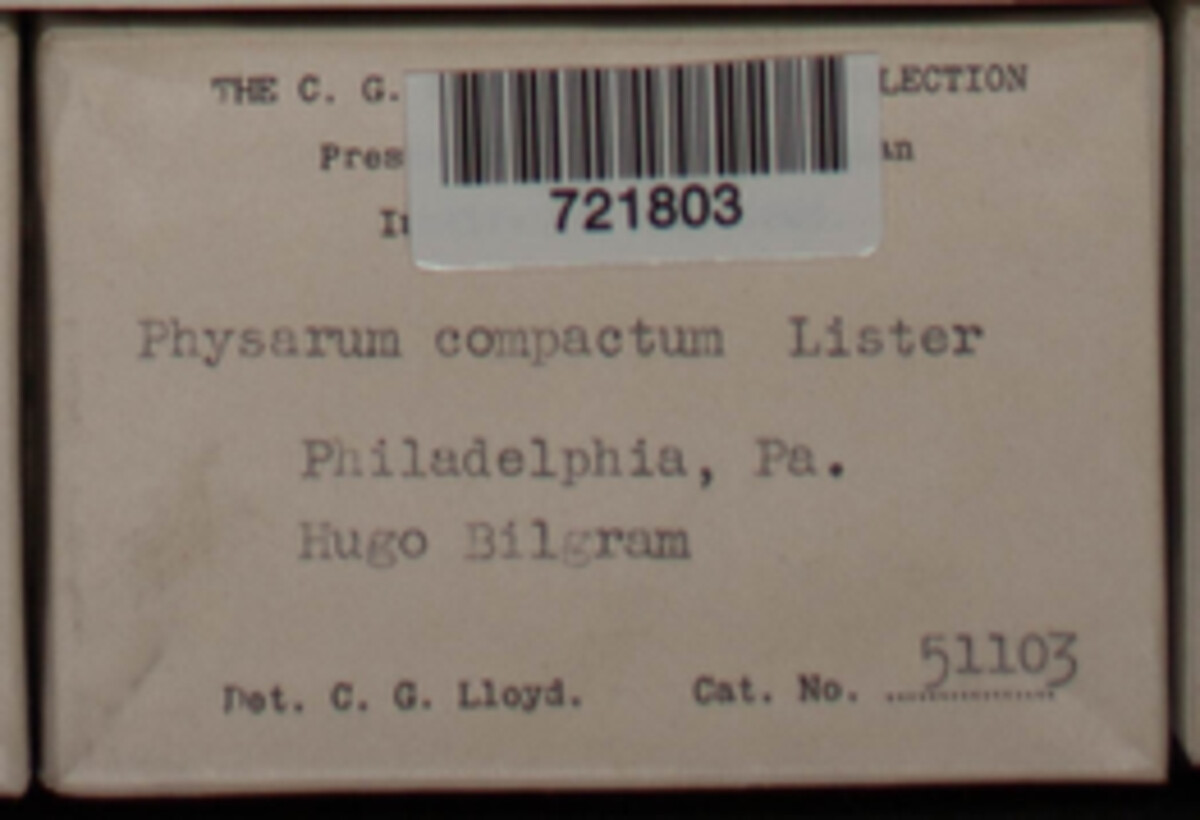 THE C. G. LECTION
Pres an
721803
Physarum compactum Lister
Philadelphia, Pa.
Hugo Bilgram
51103
Det. C. G. Lloyd. Cat. No.